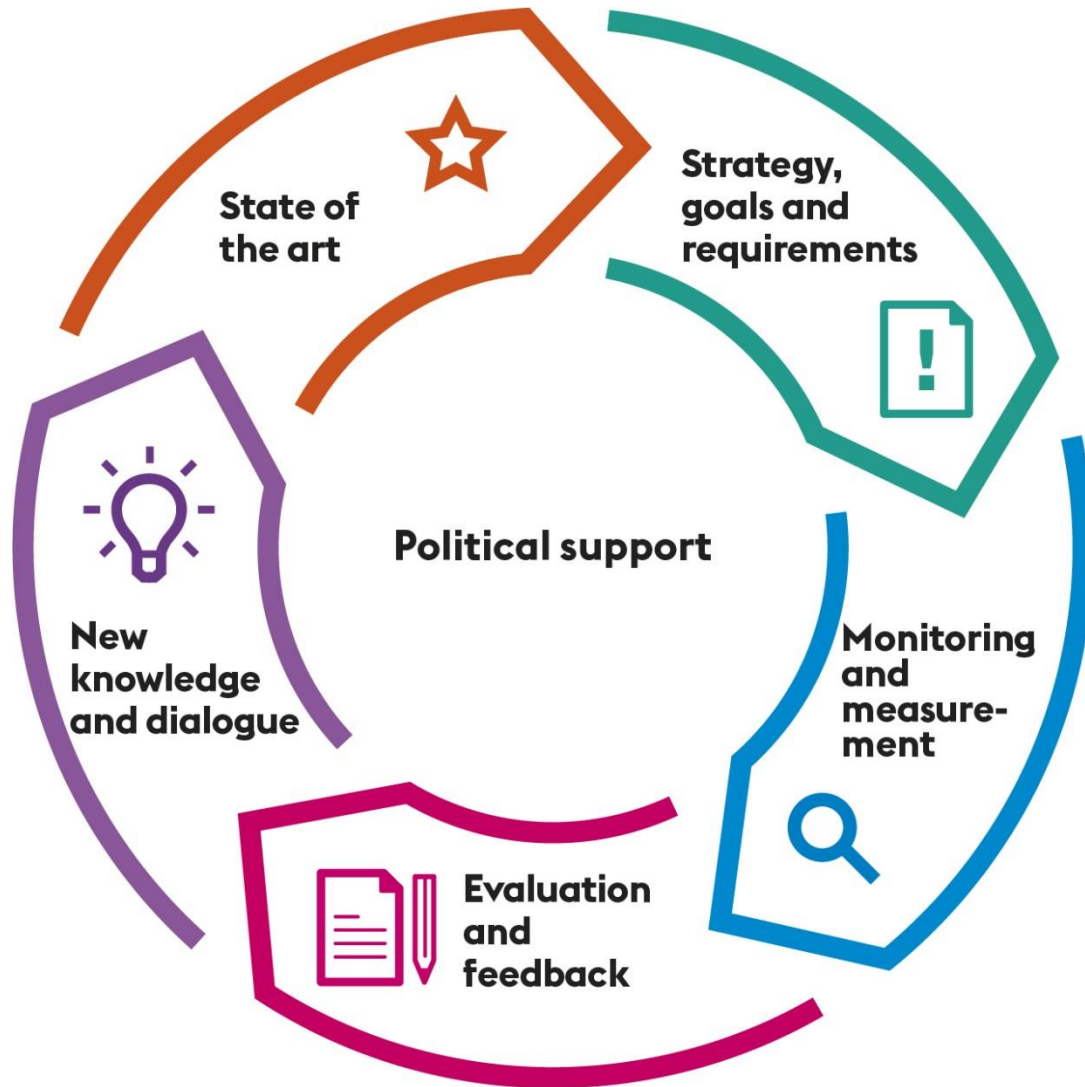 State of
the art
Strategy,
goals and
requirements
!
Political support
Monitoring
and
measure-
ment
Evaluation
and
feedback
New
knowledge
and dialogue